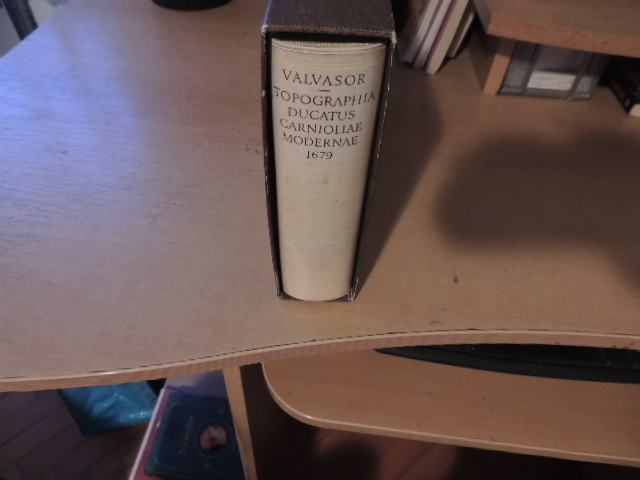 VALVASOR
TOPOGRAPHIA
DUCATUS
CARNIOLIAE
MODERNAE
1679